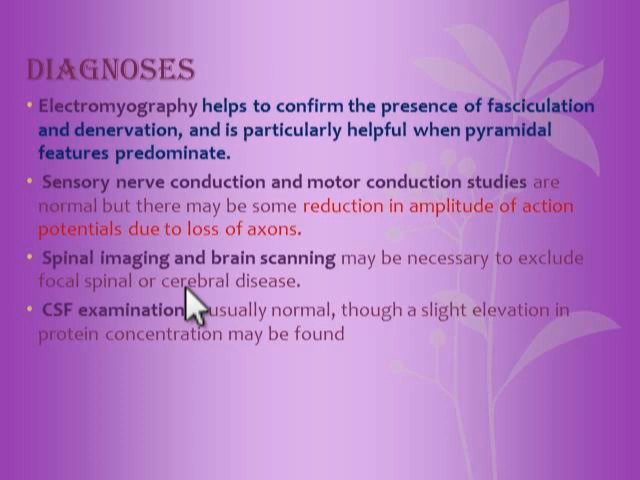 DIAGNOSES
• Electromyography helps to confirm the presence of fasciculation
and denervation, and is particularly helpful when pyramidal
features predominate.
• Sensory nerve conduction and motor conduction studies are
normal but there may be some reduction in amplitude of action
potentials due to loss of axons.
• Spinal imaging and brain scanning may be necessary to exclude
focal spinal or cerebral disease.
• CSF examination usually normal, though a slight elevation in
protein concentration may be found